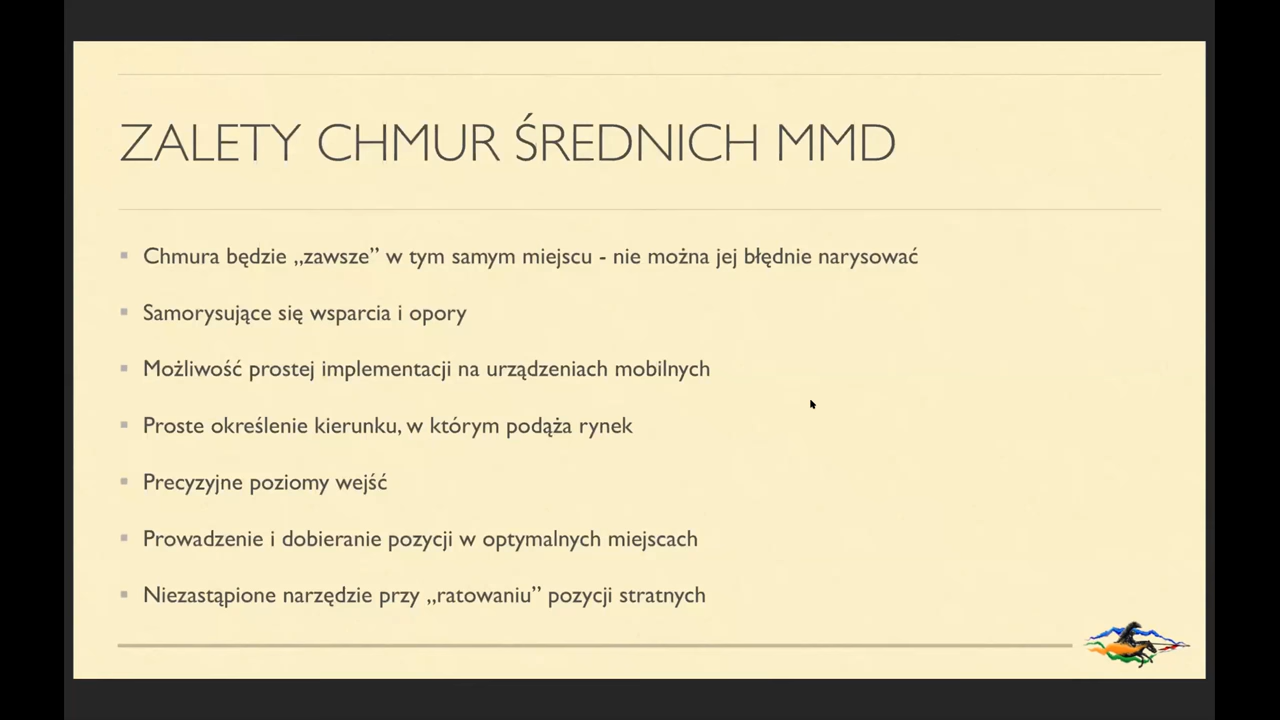 ZALETY CHMUR ŚREDNICH MMD
Chmura będzie „zawsze” w tym samym miejscu - nie można jej błędnie narysować
Samorysujące się wsparcia i opory
Możliwość prostej implementacji na urządzeniach mobilnych
Proste określenie kierunku, w którym podąża rynek
Precyzyjne poziomy wejść
Prowadzenie i dobieranie pozycji w optymalnych miejscach
Niezastąpione narzędzie przy „ratowaniu” pozycji stratnych